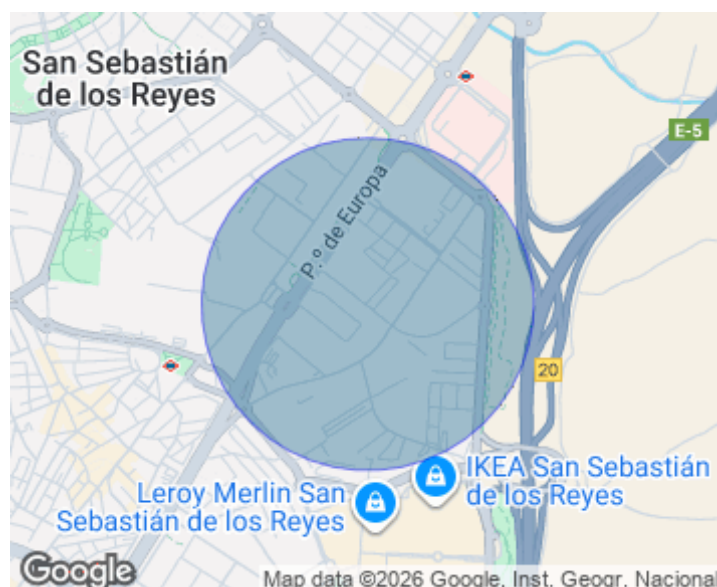 San Sebastián
de los Reyes
E-5
P.º de Europa
20
IKEA San Sebastián
de los Reyes
Leroy Merlin San
Sebastián de los Reyes
Google
Map data ©2026 Google, Inst. Geogr. Nacional